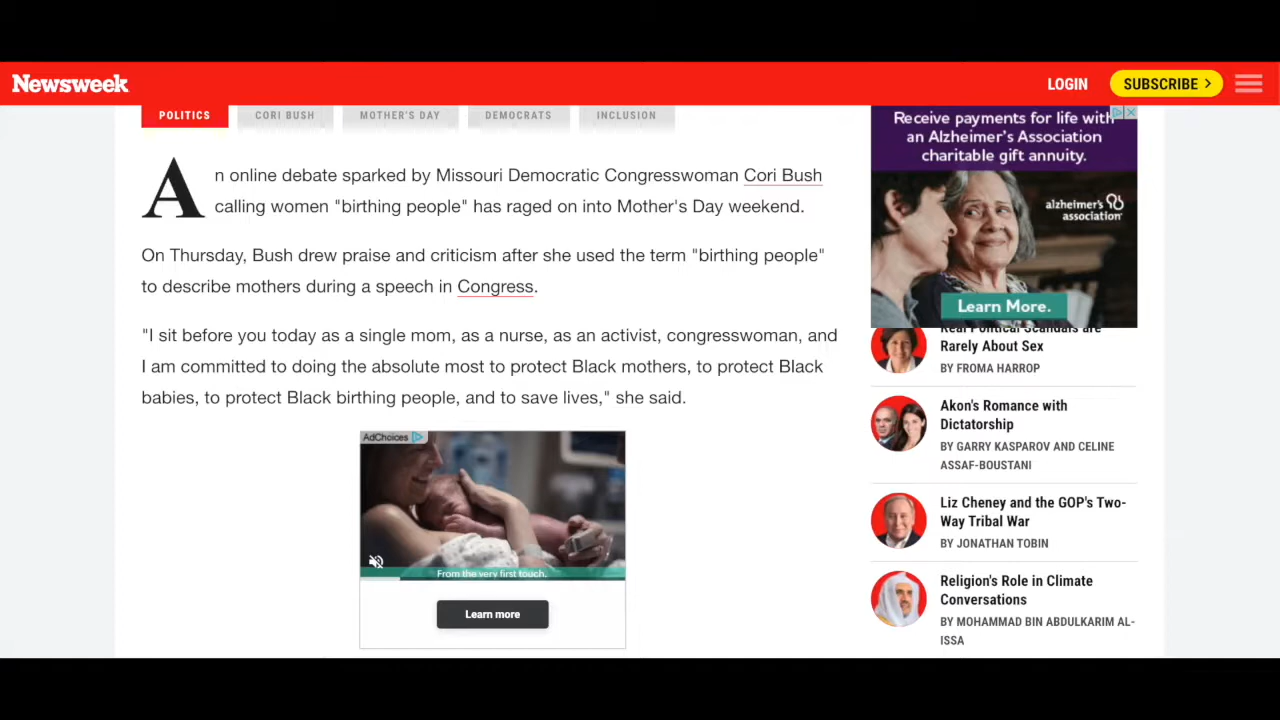 Newsweek
LOGIN
SUBSCRIBE
POLITICS
CORI BUSH
MOTHER'S DAY
DEMOCRATS
INCLUSION
An online debate sparked by Missouri Democratic Congresswoman Cori Bush
calling women "birthing people" has raged on into Mother's Day weekend.
On Thursday, Bush drew praise and criticism after she used the term "birthing people"
to describe mothers during a speech in Congress.
"I sit before you today as a single mom, as a nurse, as an activist, congresswoman, and
I am committed to doing the absolute most to protect Black mothers, to protect Black
babies, to protect Black birthing people, and to save lives," she said.
AdChoices
From the very first touch.
Learn more
Receive payments for life with
an Alzheimer's Association
charitable gift annuity.
alzheimer's
association
Learn More.
Real Political Scandals are
Rarely About Sex
BY FROMA HARROP
Akon's Romance with
Dictatorship
BY GARRY KASPAROV AND CELINE
ASSAF-BOUSTANI
Liz Cheney and the GOP's Two-
Way Tribal War
BY JONATHAN TOBIN
Religion's Role in Climate
Conversations
BY MOHAMMAD BIN ABDULKARIM AL-
ISSA